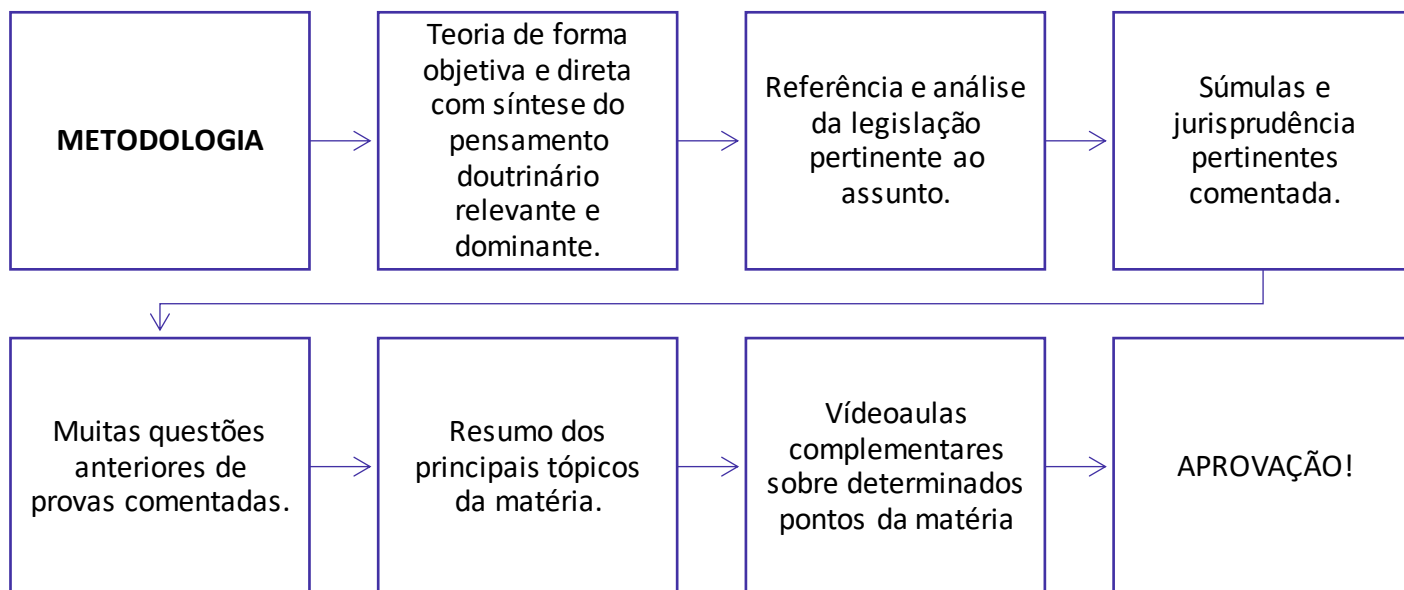 METODOLOGIA
Teoria de forma
objetiva e direta
com síntese do
pensamento
doutrinário
relevante e
dominante.
Referência e análise
da legislação
pertinente ao
assunto.
Súmulas e
jurisprudência
pertinentes
comentada.
Muitas questões
anteriores de
provas comentadas.
Resumo dos
principais tópicos
da matéria.
Vídeoaulas
complementares
sobre determinados
pontos da matéria
APROVAÇÃO!